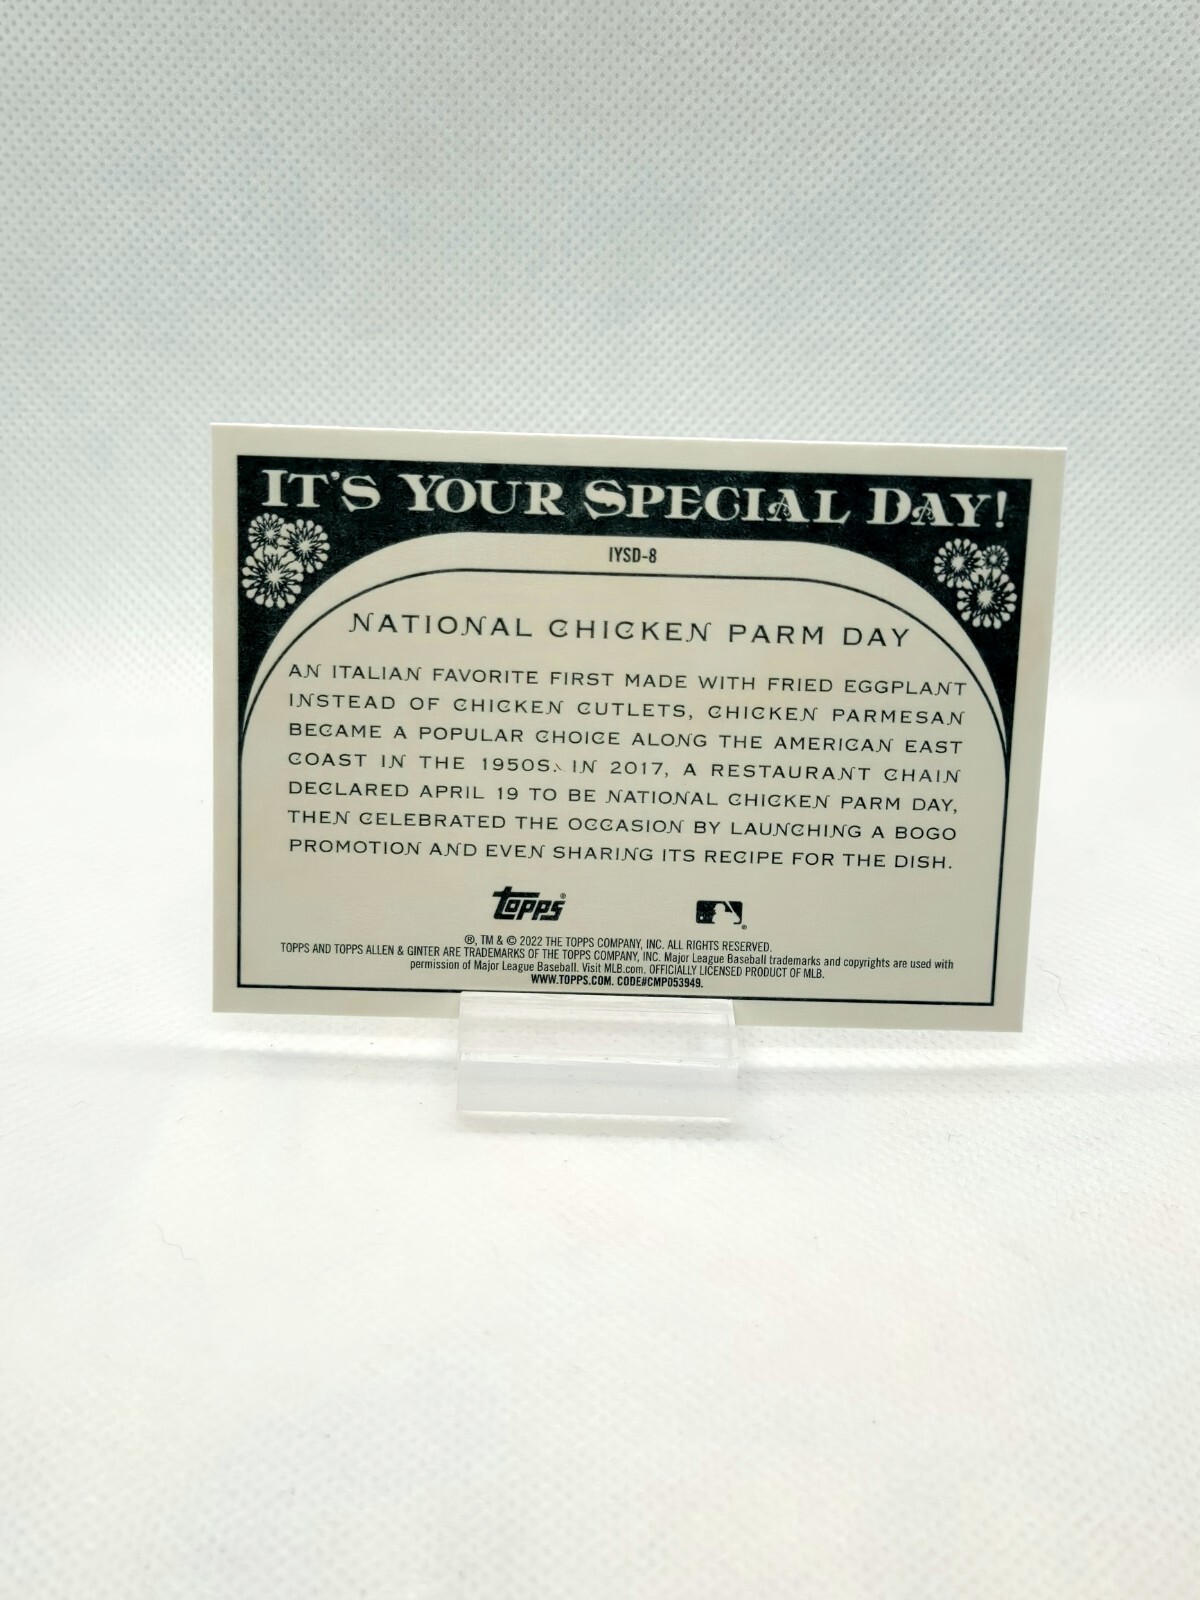 IT'S YOUR SPECIAL DAY!
IYSD-8
NATIONAL CHICKEN PARM DAY
AN ITALIAN FAVORITE FIRST MADE WITH FRIED EGGPLANT
INSTEAD OF CHICKEN CUTLETS, CHICKEN PARMESAN
BECAME A POPULAR CHOICE ALONG THE AMERICAN EAST
COAST IN THE 1950S. IN 2017, A RESTAURANT CHAIN
DECLARED APRIL 19 TO BE NATIONAL CHICKEN PARM DAY,
THEN CELEBRATED THE OCCASION BY LAUNCHING A BOGO
PROMOTION AND EVEN SHARING ITS RECIPE FOR THE DISH.
Topps®
®
®, TM & © 2022 THE TOPPS COMPANY, INC. ALL RIGHTS RESERVED.
TOPPS AND TOPPS ALLEN & GINTER ARE TRADEMARKS OF THE TOPPS COMPANY, INC. Major League Baseball trademarks and copyrights are used with
permission of Major League Baseball. Visit MLB.com. OFFICIALLY LICENSED PRODUCT OF MLB.
WWW.TOPPS.COM. CODE#CMP053949.